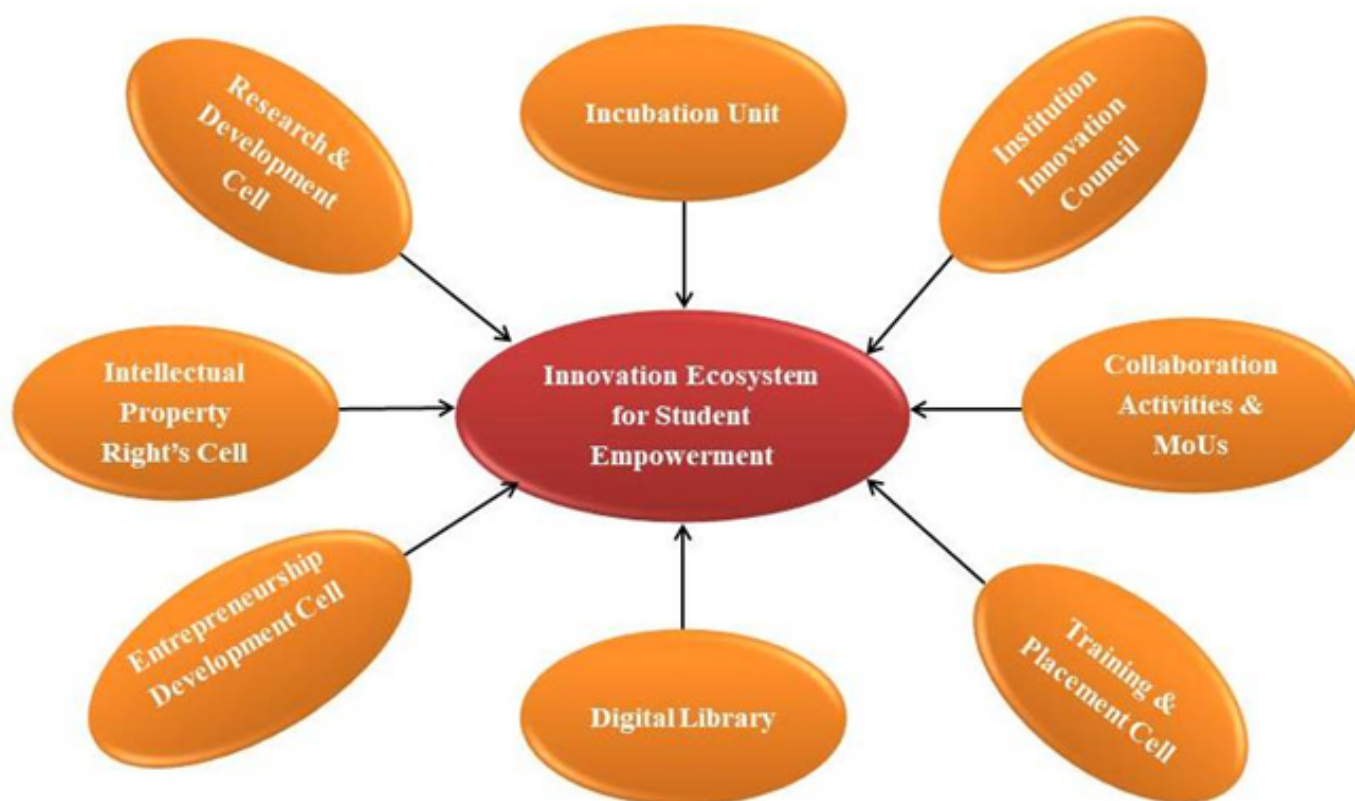 Research &
Development
Cell
Incubation Unit
Institution
Innovation
Council
Intellectual
Property
Right's Cell
Innovation Ecosystem
for Student
Empowerment
Collaboration
Activities &
MoUs
Entrepreneurship
Development Cell
Digital Library
Training &
Placement Cell